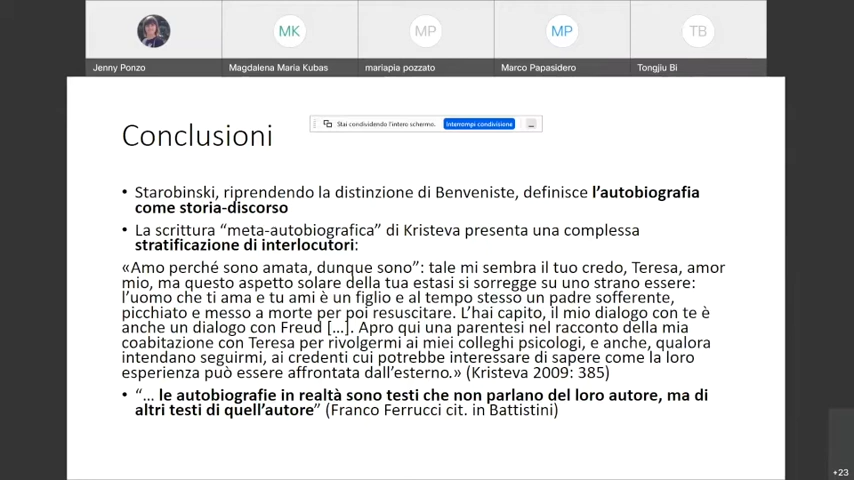 MK
MP
MP
TB
Jenny Ponzo
Magdalena Maria Kubas
mariapia pozzato
Marco Papasidero
Tongjiu Bi
Stai condividendo l'intero schermo.
Interrompi condivisione
Conclusioni
• Starobinski, riprendendo la distinzione di Benveniste, definisce l'autobiografia
come storia-discorso
• La scrittura “meta-autobiografica” di Kristeva presenta una complessa
stratificazione di interlocutori:
«Amo perché sono amata, dunque sono”: tale mi sembra il tuo credo, Teresa, amor
mio, ma questo aspetto solare della tua estasi si sorregge su uno strano essere:
l'uomo che ti ama e tu ami è un figlio e al tempo stesso un padre sofferente,
picchiato e messo a morte per poi resuscitare. L'hai capito, il mio dialogo con te è
anche un dialogo con Freud […]. Apro qui una parentesi nel racconto della mia
coabitazione con Teresa per rivolgermi ai miei colleghi psicologi, e anche, qualora
intendano seguirmi, ai credenti cui potrebbe interessare di sapere come la loro
esperienza può essere affrontata dall'esterno.» (Kristeva 2009: 385)
• “… le autobiografie in realtà sono testi che non parlano del loro autore, ma di
altri testi di quell'autore” (Franco Ferrucci cit. in Battistini)
+23